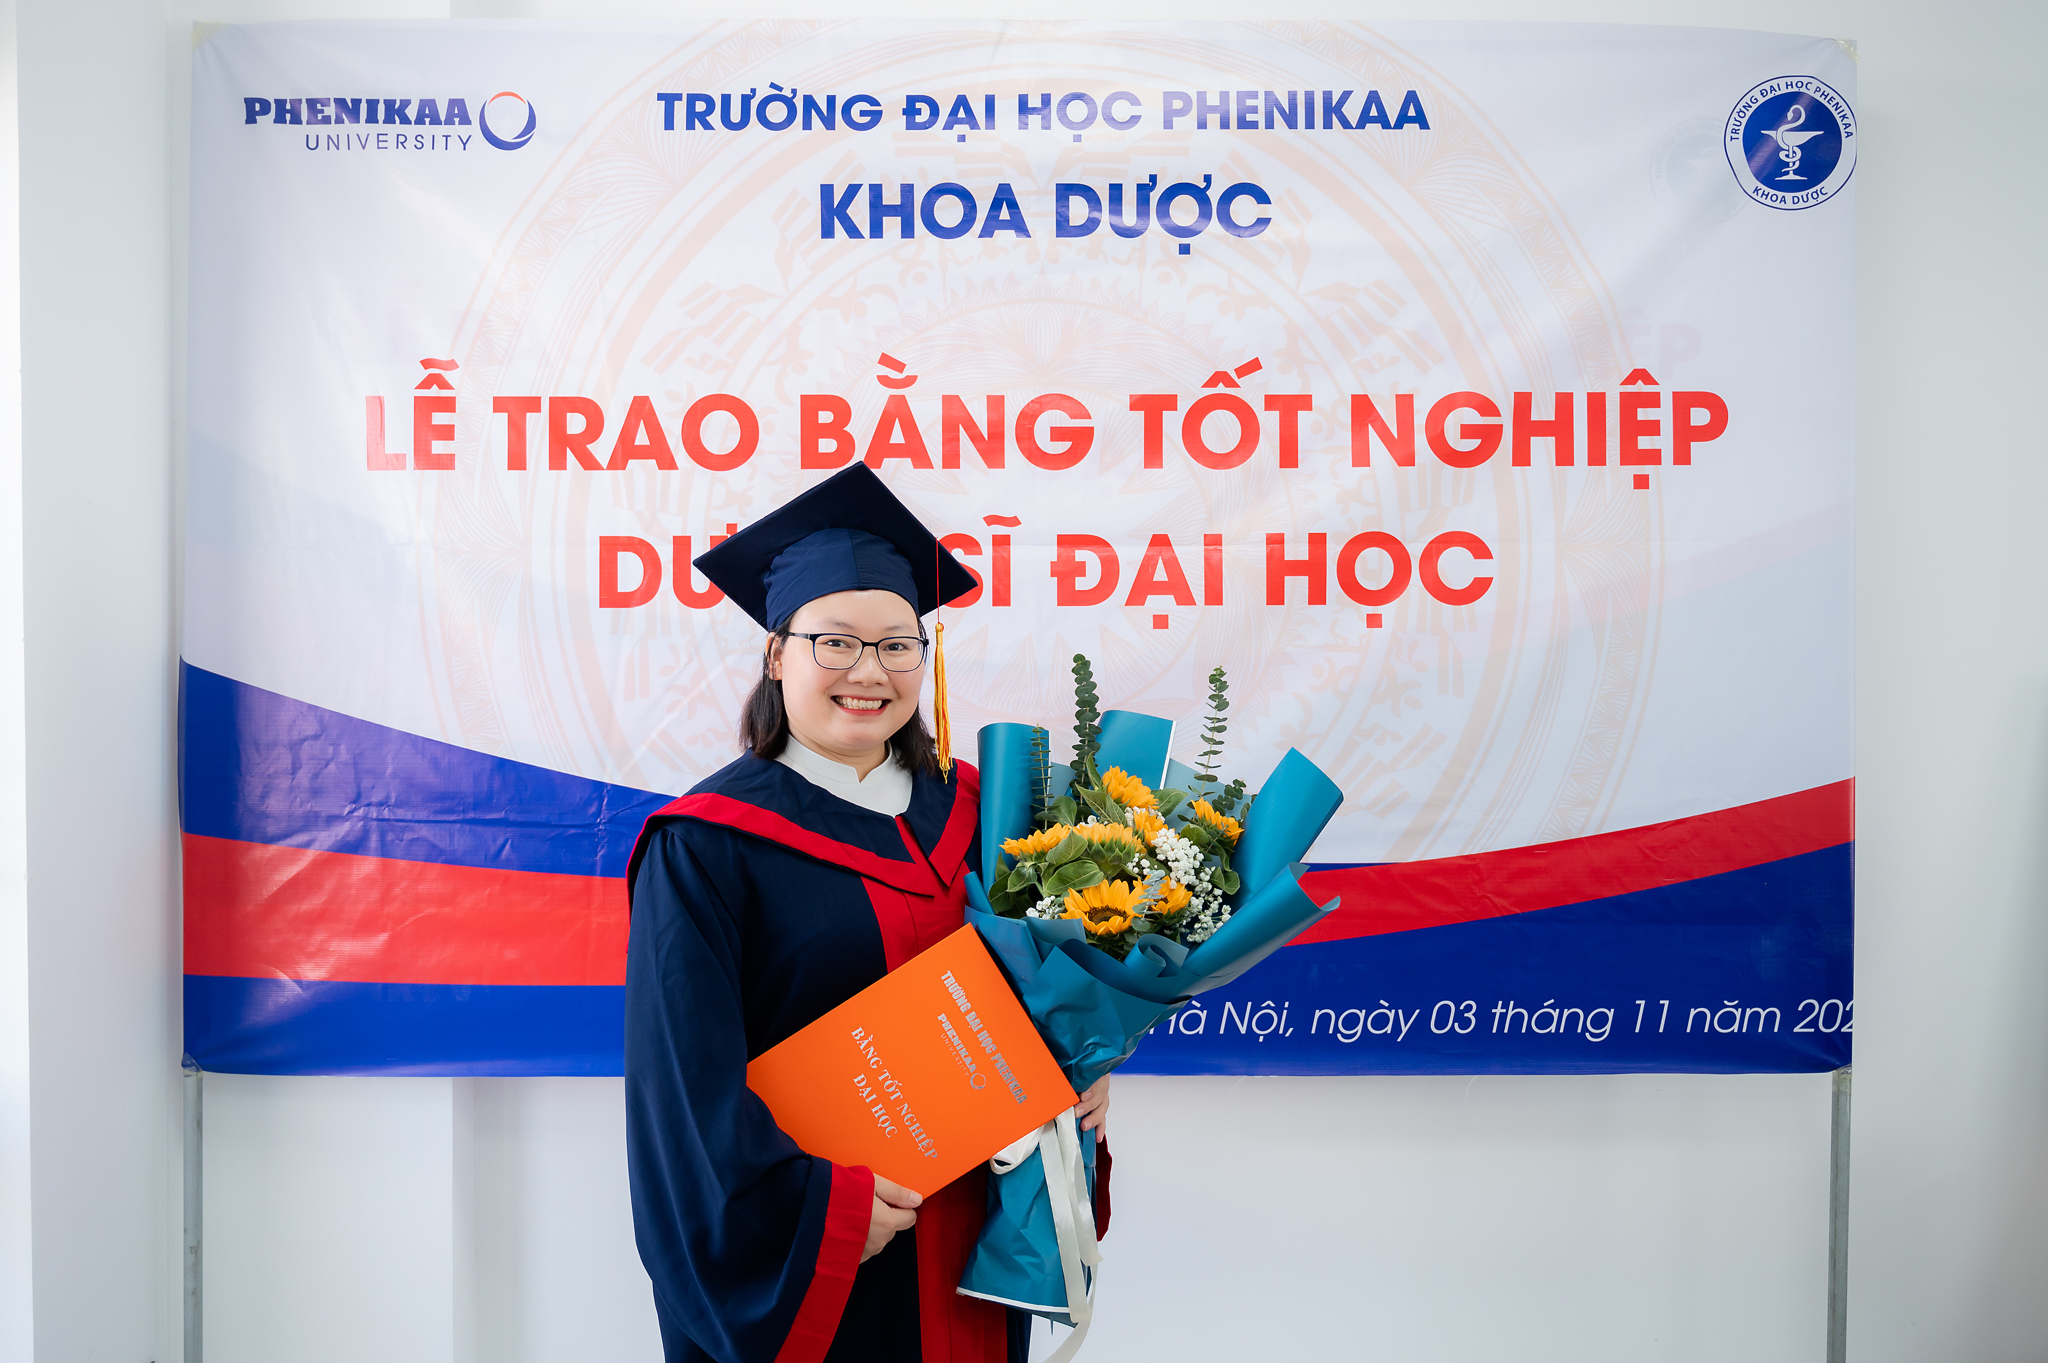 PHENIKAA
UNIVERSITY
TRƯỜNG ĐẠI HỌC PHENIKAA
KHOA DƯỢC
TRƯỜNG ĐẠI HỌC PHENIKAA
KHOA DƯỢC
LỄ TRAO BẰNG TỐT NGHIỆP
SĨ ĐẠI HỌC
Hà Nội, ngày 03 tháng 11 năm
TRƯỜNG ĐẠI HỌC PHENIKAA
PHENIKAA
UNIVERSITY
BẰNG TỐT NGHIỆP
ĐẠI HỌC